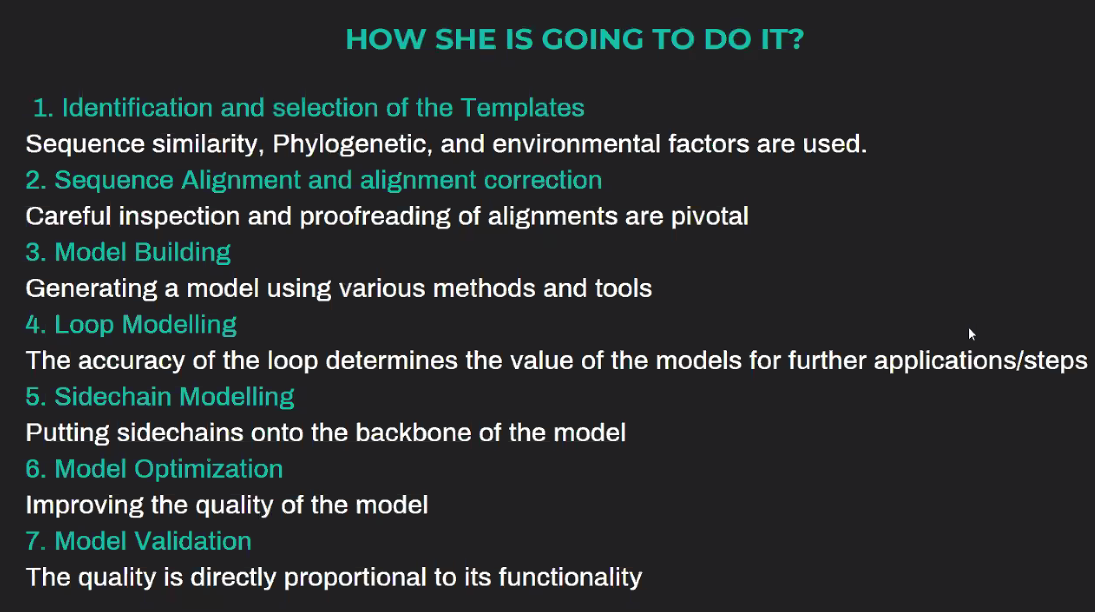 HOW SHE IS GOING TO DO IT?
1. Identification and selection of the Templates
Sequence similarity, Phylogenetic, and environmental factors are used.
2. Sequence Alignment and alignment correction
Careful inspection and proofreading of alignments are pivotal
3. Model Building
Generating a model using various methods and tools
4. Loop Modelling
The accuracy of the loop determines the value of the models for further applications/steps
5. Sidechain Modelling
Putting sidechains onto the backbone of the model
6. Model Optimization
Improving the quality of the model
7. Model Validation
The quality is directly proportional to its functionality